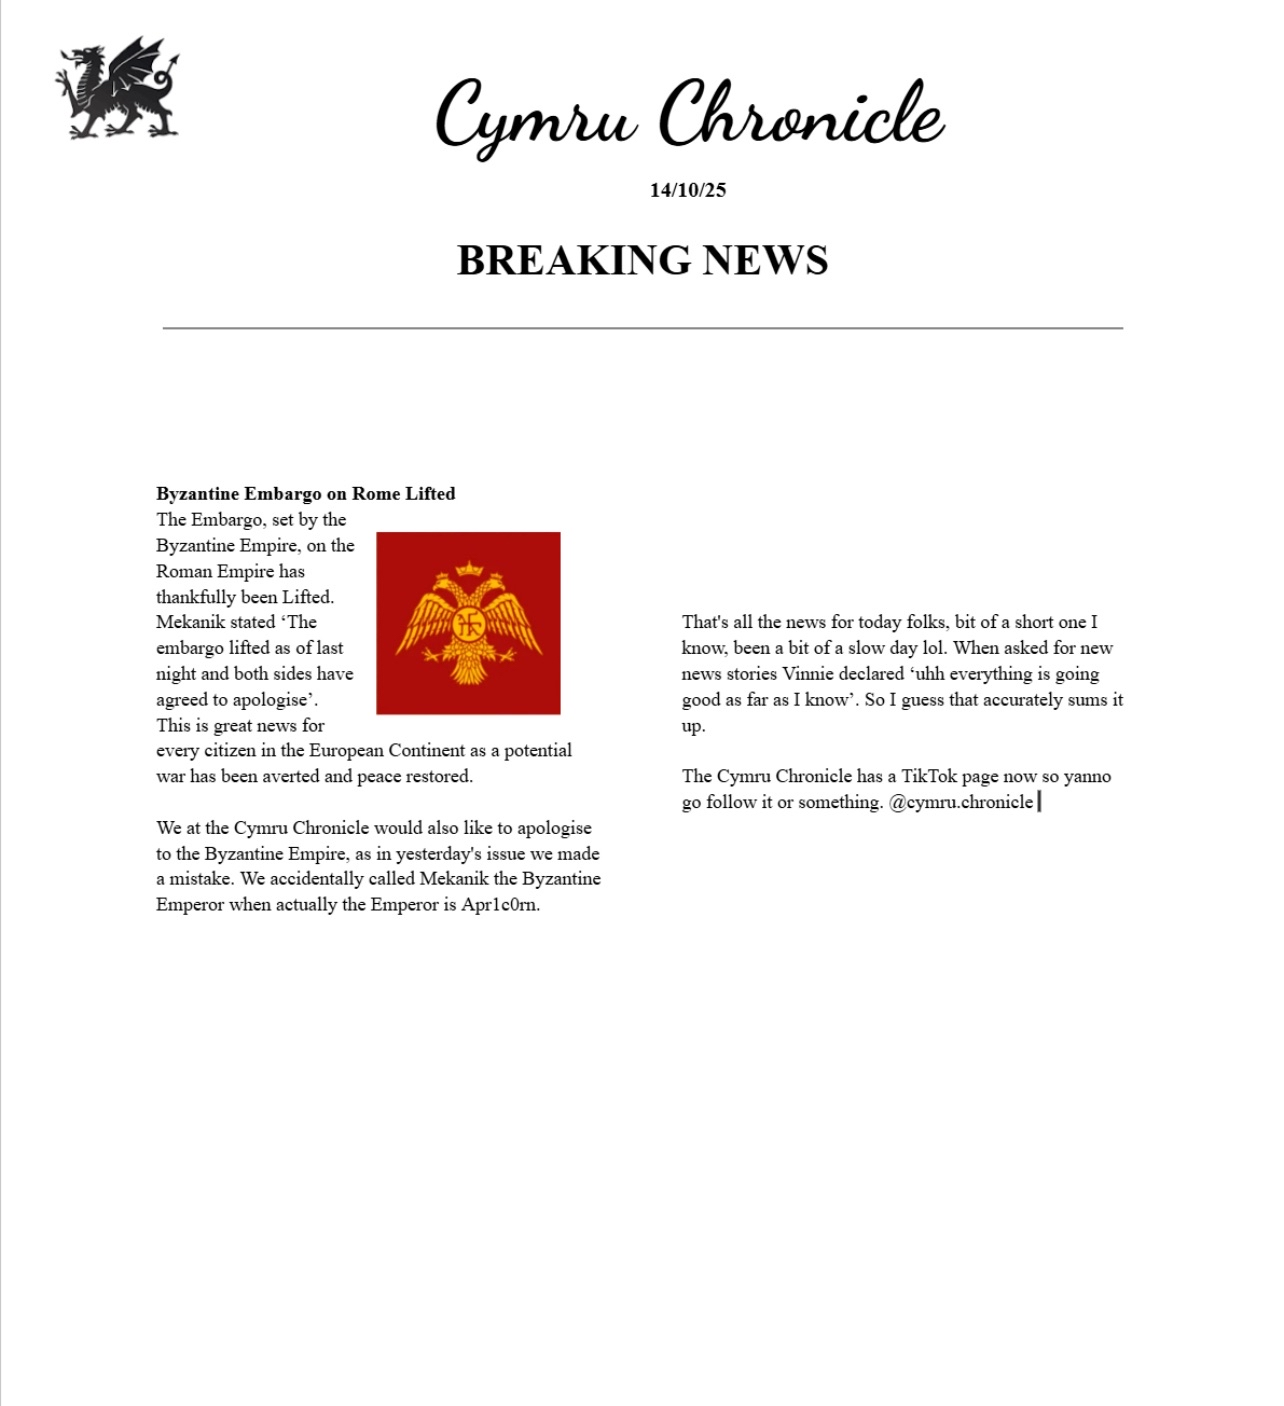 Cymru Chronicle
14/10/25
BREAKING NEWS
Byzantine Embargo on Rome Lifted
The Embargo, set by the
Byzantine Empire, on the
Roman Empire has
thankfully been Lifted.
Mekanik stated ‘The
embargo lifted as of last
night and both sides have
agreed to apologise’.
This is great news for
every citizen in the European Continent as a potential
war has been averted and peace restored.
We at the Cymru Chronicle would also like to apologise
to the Byzantine Empire, as in yesterday's issue we made
a mistake. We accidentally called Mekanik the Byzantine
Emperor when actually the Emperor is Apr1c0rn.
That's all the news for today folks, bit of a short one I
know, been a bit of a slow day lol. When asked for new
news stories Vinnie declared ‘uhh everything is going
good as far as I know’. So I guess that accurately sums it
up.
The Cymru Chronicle has a TikTok page now so yanno
go follow it or something. @cymru.chronicle